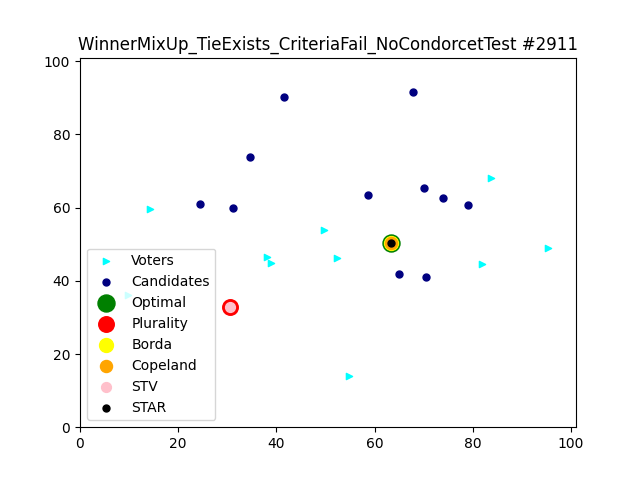 WinnerMixUp_TieExists_CriteriaFail_NoCondorcetTest #2911
100
80
60
40
20
0
Voters
Candidates
Optimal
Plurality
Borda
Copeland
STV
STAR
0 20 40 60 80 100